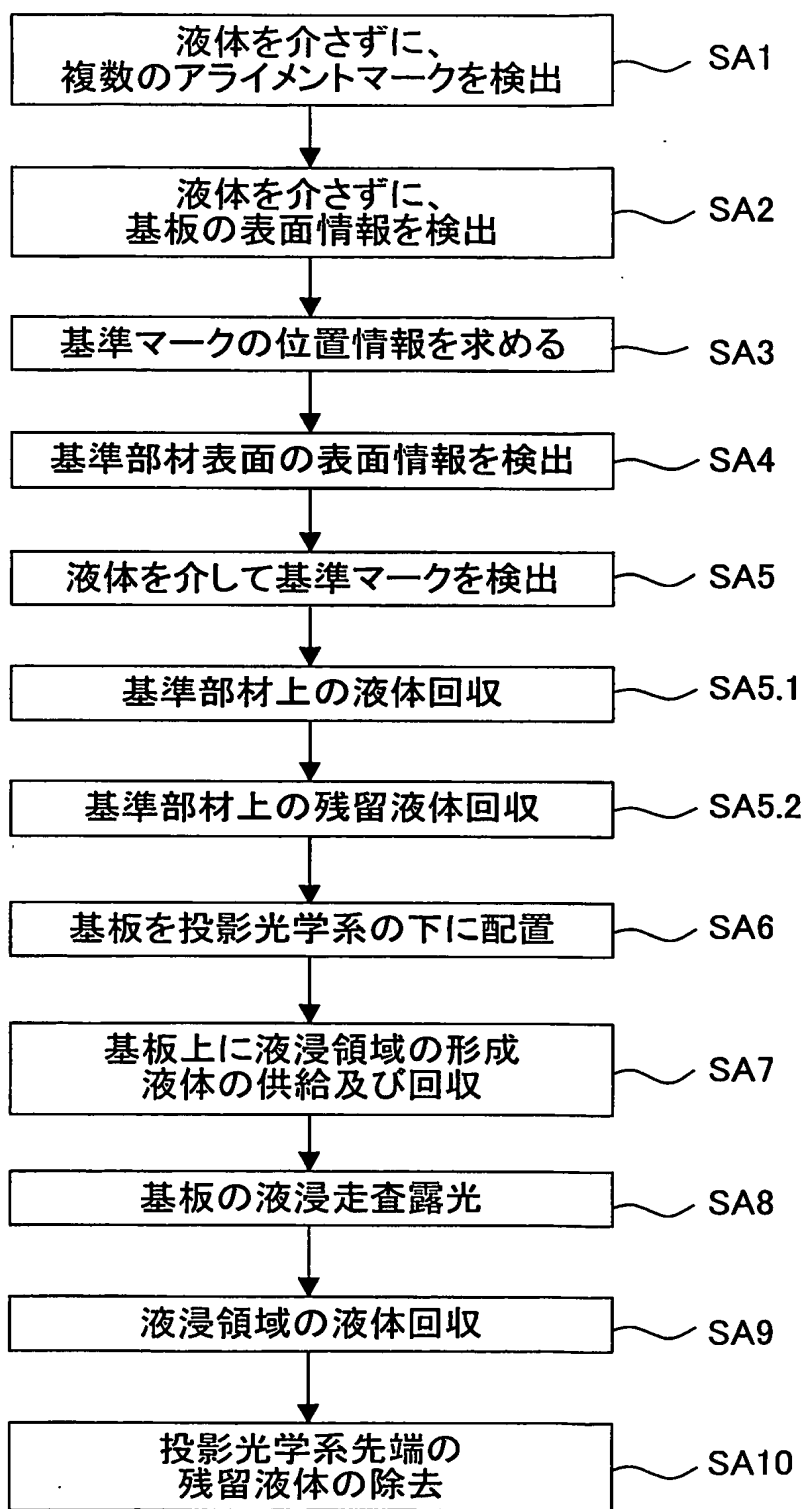 液体を介さずに、
複数のアライメントマークを検出
SA1
液体を介さずに、
基板の表面情報を検出
SA2
基準マークの位置情報を求める
SA3
基準部材表面の表面情報を検出
SA4
液体を介して基準マークを検出
SA5
基準部材上の液体回収
SA5.1
基準部材上の残留液体回収
SA5.2
基板を投影光学系の下に配置
SA6
基板上に液浸領域の形成
液体の供給及び回収
SA7
基板の液浸走査露光
SA8
液浸領域の液体回収
SA9
投影光学系先端の
残留液体の除去
SA10